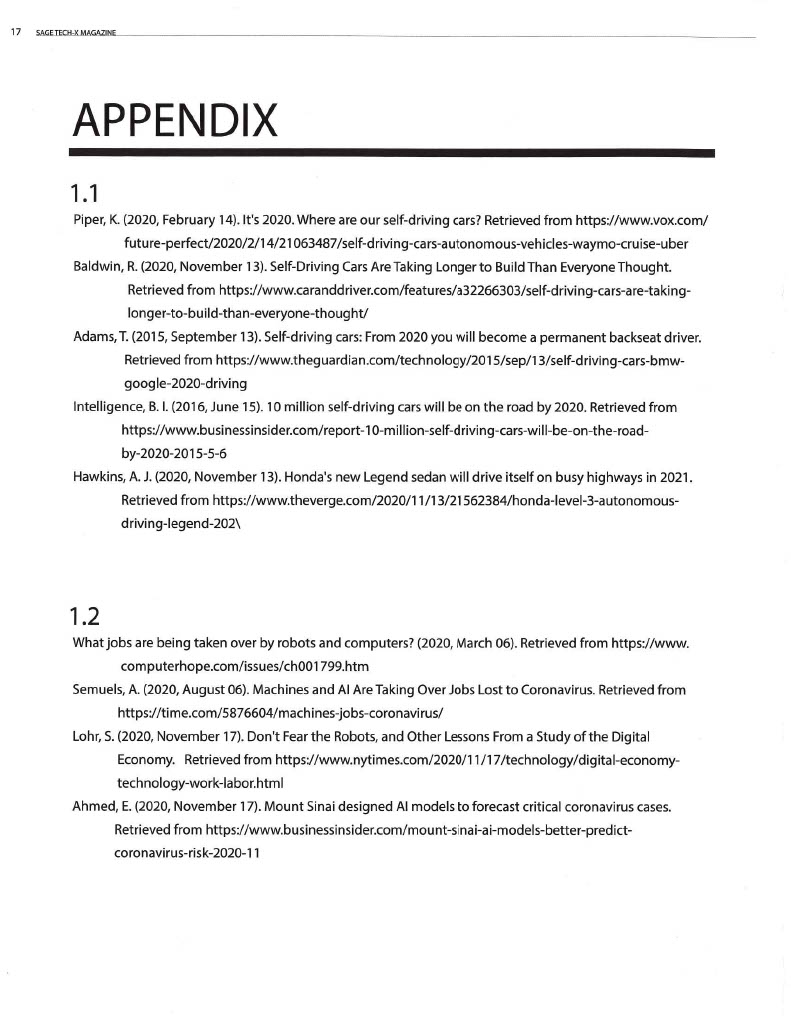 17 SAGE TECH-X MAGAZINE
APPENDIX
1.1
Piper, K. (2020, February 14). It's 2020. Where are our self-driving cars? Retrieved from https://www.vox.com/
future-perfect/2020/2/14/21063487/self-driving-cars-autonomous-vehicles-waymo-cruise-uber
Baldwin, R. (2020, November 13). Self-Driving Cars Are Taking Longer to Build Than Everyone Thought.
Retrieved from https://www.caranddriver.com/features/a32266303/self-driving-cars-are-taking-
longer-to-build-than-everyone-thought/
Adams, T. (2015, September 13). Self-driving cars: From 2020 you will become a permanent backseat driver.
Retrieved from https://www.theguardian.com/technology/2015/sep/13/self-driving-cars-bmw-
google-2020-driving
Intelligence, B. I. (2016, June 15). 10 million self-driving cars will be on the road by 2020. Retrieved from
https://www.businessinsider.com/report-10-million-self-driving-cars-will-be-on-the-road-
by-2020-2015-5-6
Hawkins, A. J. (2020, November 13). Honda's new Legend sedan will drive itself on busy highways in 2021.
Retrieved from https://www.theverge.com/2020/11/13/21562384/honda-level-3-autonomous-
driving-legend-202\
1.2
What jobs are being taken over by robots and computers? (2020, March 06). Retrieved from https://www.
computerhope.com/issues/ch001799.htm
Semuels, A. (2020, August 06). Machines and AI Are Taking Over Jobs Lost to Coronavirus. Retrieved from
https://time.com/5876604/machines-jobs-coronavirus/
Lohr, S. (2020, November 17). Don't Fear the Robots, and Other Lessons From a Study of the Digital
Economy. Retrieved from https://www.nytimes.com/2020/11/17/technology/digital-economy-
technology-work-labor.html
Ahmed, E. (2020, November 17). Mount Sinai designed AI models to forecast critical coronavirus cases.
Retrieved from https://www.businessinsider.com/mount-sinai-ai-models-better-predict-
coronavirus-risk-2020-11